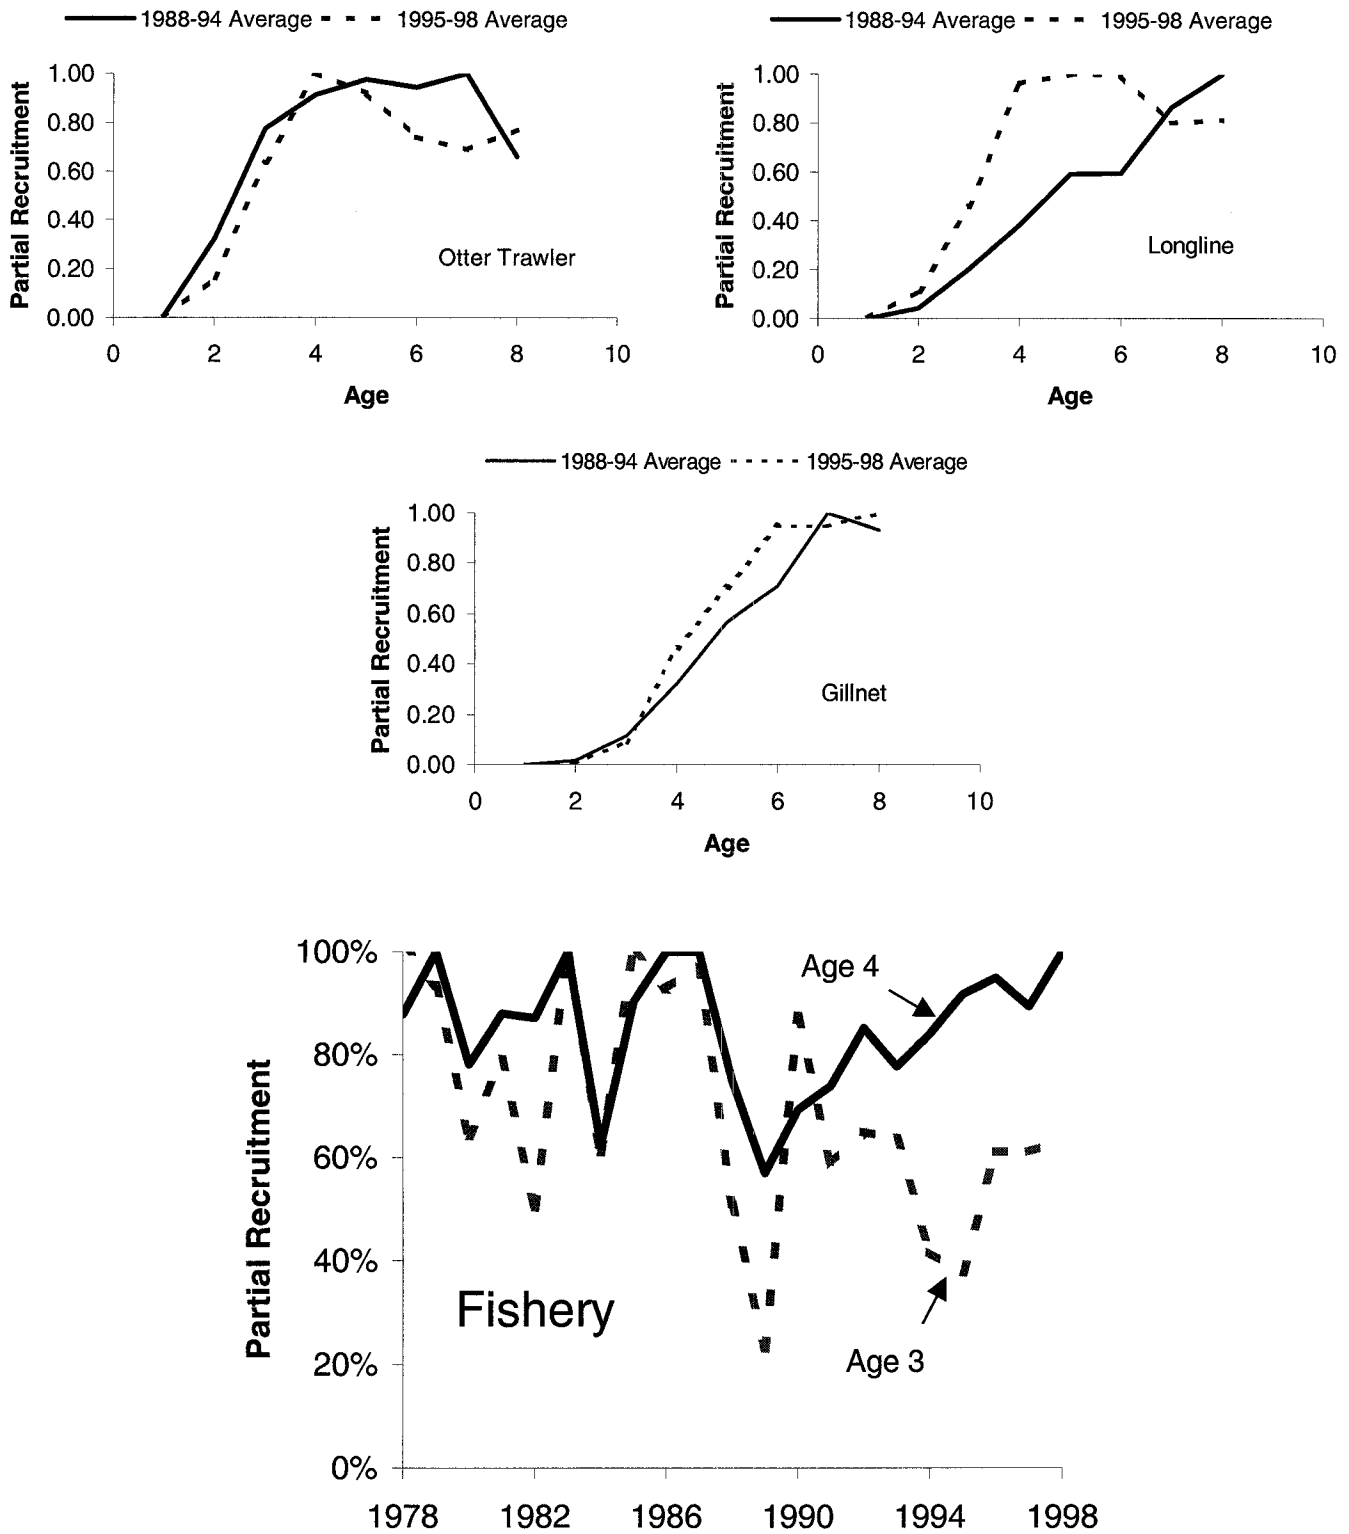 1988-94 Average 1995-98 Average
Partial Recruitment
1.00
0.80
0.60
0.40
0.20
0.00
Otter Trawler
0 2 4 6 8 10
Age
1988-94 Average 1995-98 Average
Partial Recruitment
1.00
0.80
0.60
0.40
0.20
0.00
Longline
0 2 4 6 8 10
Age
1988-94 Average 1995-98 Average
Partial Recruitment
1.00
0.80
0.60
0.40
0.20
0.00
Gillnet
0 2 4 6 8 10
Age
Partial Recruitment
100%
80%
60%
40%
20%
0%
Age 4
Fishery
Age 3
1978 1982 1986 1990 1994 1998